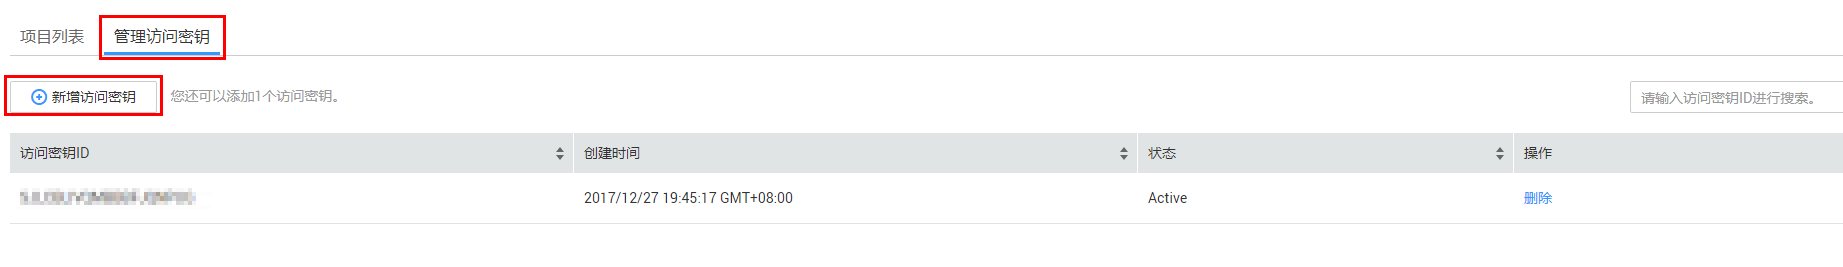 项目列表 管理访问密钥
新增访问密钥 您还可以添加1个访问密钥。 请输入访问密钥ID进行搜索。
访问密钥ID 创建时间 状态 操作
2017/12/27 19:45:17 GMT+08:00 Active 删除